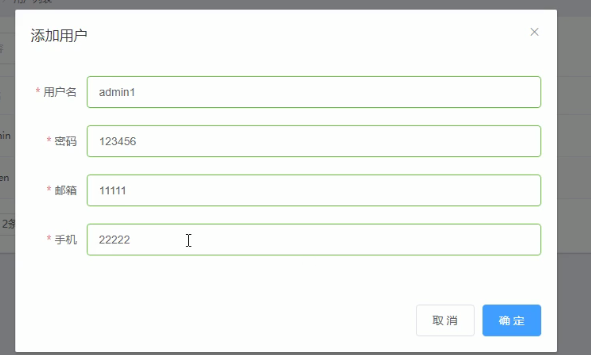 添加用户
* 用户名 admin1
* 密码 123456
* 邮箱 11111
* 手机 22222
取 消 确 定